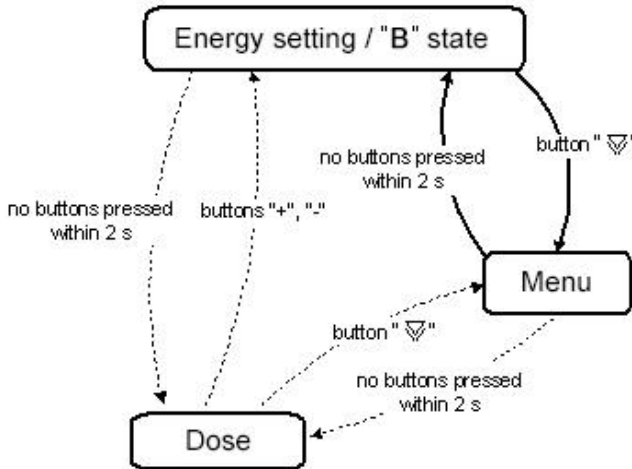 Energy setting / "B" state
button " ▽"
no buttons pressed
within 2 s
no buttons pressed
within 2 s
buttons "+", "-"
Menu
button " ▽"
no buttons pressed
within 2 s
Dose